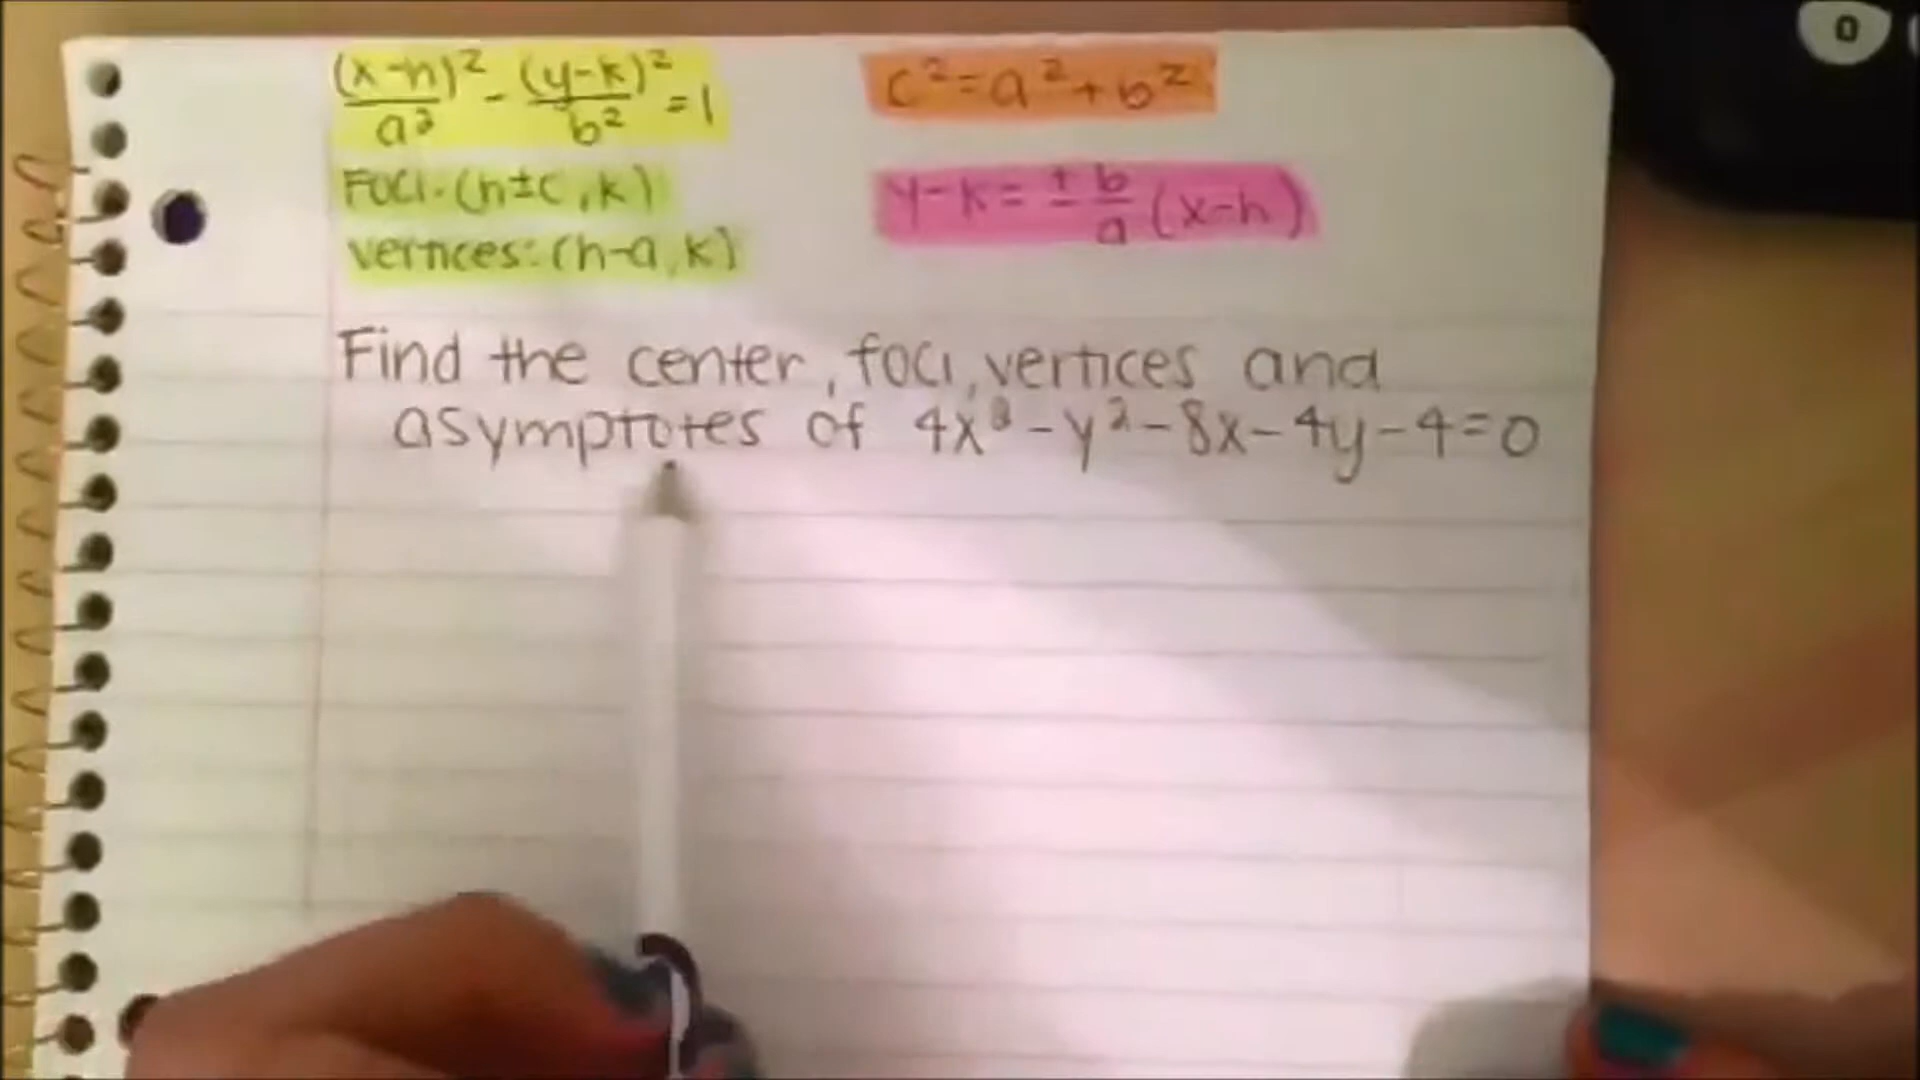 (x-h)²/a² - (y-k)²/b² = 1
c² = a² + b²
Foci: (h±c, k)
y-k = ± b/a (x-h)
vertices: (h-a, k)
Find the center, foci, vertices and
asymptotes of 4x² - y² - 8x - 4y - 4 = 0
0